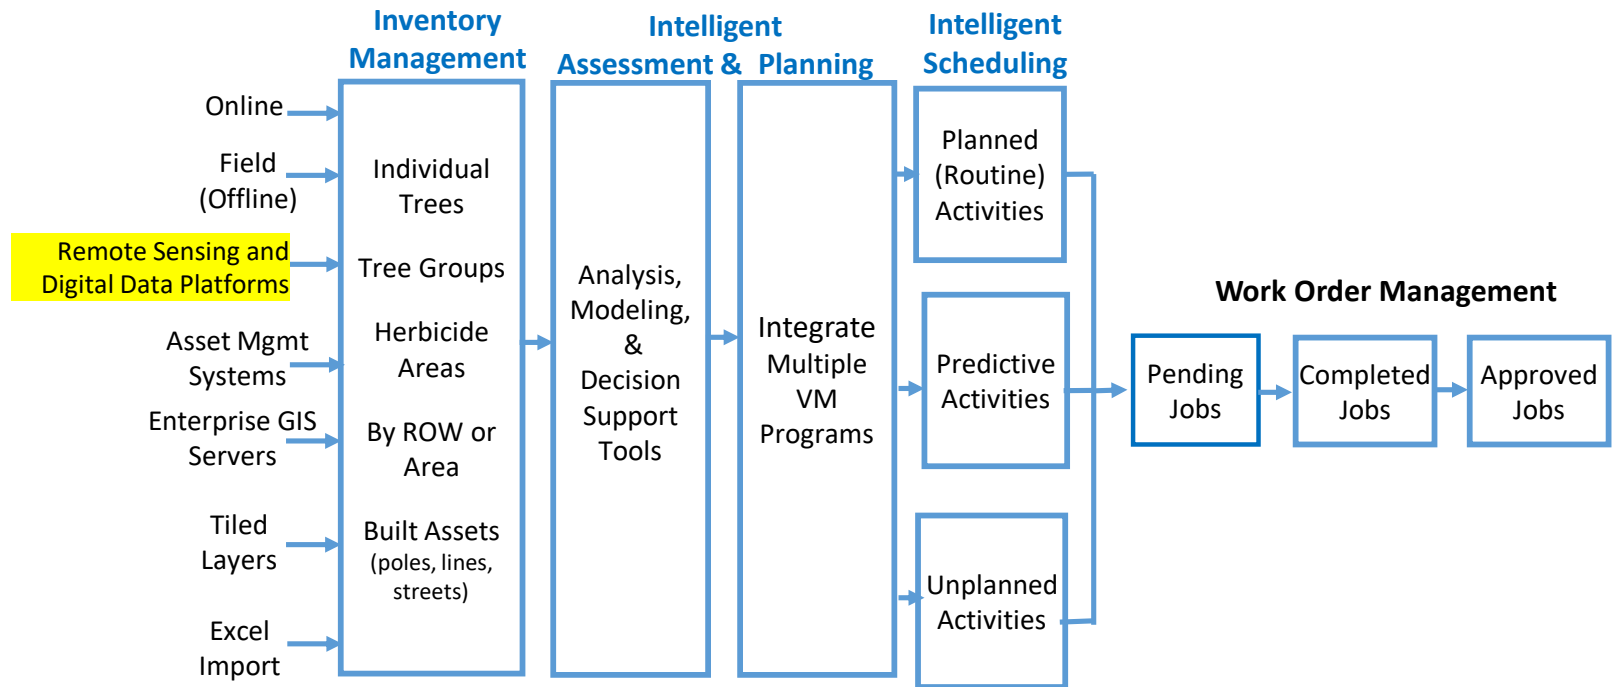 Inventory
Management
Intelligent
Assessment & Planning
Intelligent
Scheduling
Online
Field
(Offline)
Remote Sensing and
Digital Data Platforms
Asset Mgmt
Systems
Enterprise GIS
Servers
Tiled
Layers
Excel
Import
Individual
Trees
Tree Groups
Herbicide
Areas
By ROW or
Area
Built Assets
(poles, lines,
streets)
Analysis,
Modeling,
&
Decision
Support
Tools
Integrate
Multiple
VM
Programs
Planned
(Routine)
Activities
Predictive
Activities
Unplanned
Activities
Work Order Management
Pending
Jobs
Completed
Jobs
Approved
Jobs